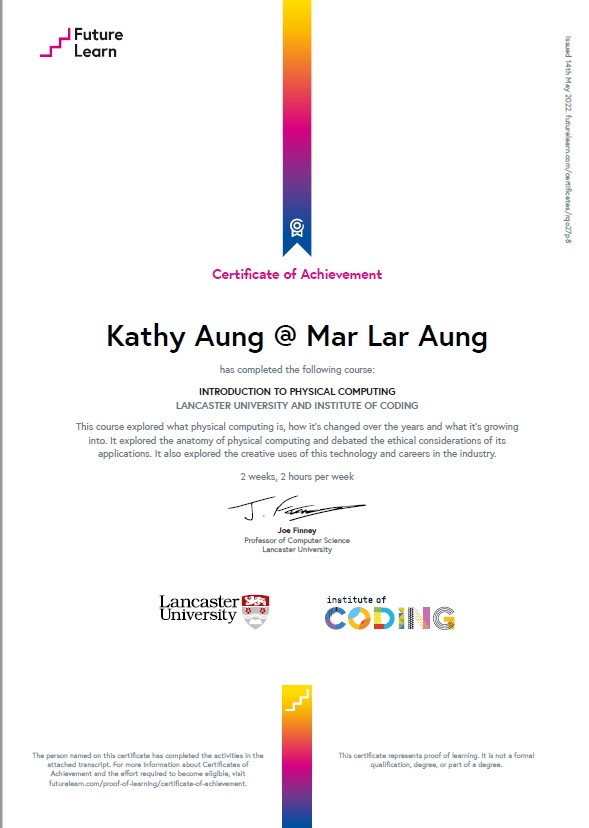 Future
Learn
Issued 14th May 2022. futurelearn.com/certificates/rqo27p8
Certificate of Achievement
Kathy Aung @ Mar Lar Aung
has completed the following course:
INTRODUCTION TO PHYSICAL COMPUTING
LANCASTER UNIVERSITY AND INSTITUTE OF CODING
This course explored what physical computing is, how it's changed over the years and what it's growing
into. It explored the anatomy of physical computing and debated the ethical considerations of its
applications. It also explored the creative uses of this technology and careers in the industry.
2 weeks, 2 hours per week
Joe Finney
Professor of Computer Science
Lancaster University
Lancaster
University
institute of
CODING
The person named on this certificate has completed the activities in the
attached transcript. For more information about Certificates of
Achievement and the effort required to become eligible, visit
futurelearn.com/proof-of-learning/certificate-of-achievement.
This certificate represents proof of learning. It is not a formal
qualification, degree, or part of a degree.